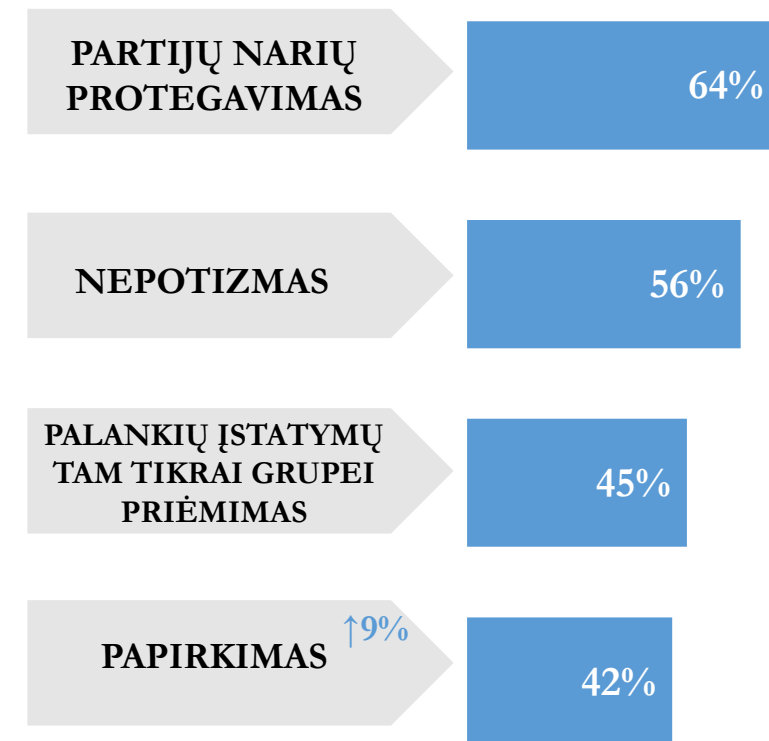 PARTIJŲ NARIŲ
PROTEGAVIMAS
64%
NEPOTIZMAS
56%
PALANKIŲ ĮSTATYMŲ
TAM TIKRAI GRUPEI
PRIĖMIMAS
45%
PAPIRKIMAS
↑9%
42%